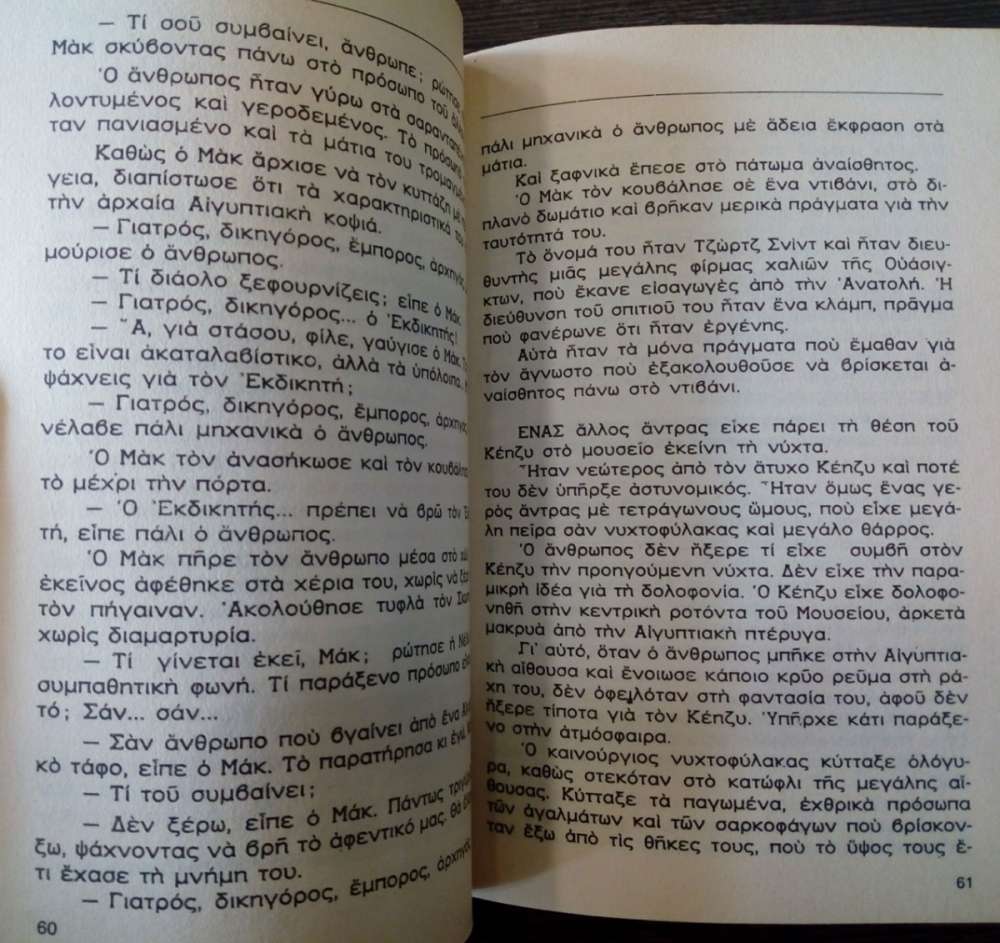 — Τί σοῦ συμβαίνει, ἄνθρωπε; ρώτησε
Μὰκ σκύβοντας πάνω στὸ πρόσωπο τοῦ
Ὁ ἄνθρωπος ἦταν γύρω στὰ
λοντυμένος καὶ γεροδεμένος. Τὸ
ταν πανιασμένο καὶ τὰ μάτια του
Καθὼς ὁ Μὰκ ἄρχισε νὰ τὸν κυττάζη μὲ
γεια, διαπίστωσε ὅτι τὰ χαρακτηριστικά του
τὴν ἀρχαία Αἰγυπτιακὴ κοψιά.
— Γιατρός, δικηγόρος, ἔμπορος, ἀρχηγός,
μούρισε ὁ ἄνθρωπος.
— Τί διάολο ξεφουρνίζεις; εἶπε ὁ Μάκ.
— Γιατρός, δικηγόρος... ὁ Ἐκδικητής!
— Ἄ, γιὰ στάσου, φίλε, γαύγισε ὁ Μάκ.
το εἶναι ἀκαταλαβίστικο, ἀλλὰ τὰ ὑπόλοιπα.
ψάχνεις γιὰ τὸν Ἐκδικητή;
— Γιατρός, δικηγόρος, ἔμπορος, ἀρχηγός
νέλαβε πάλι μηχανικὰ ὁ ἄνθρωπος.
Ὁ Μὰκ τὸν ἀνασήκωσε καὶ τὸν
τὸ μέχρι τὴν πόρτα.
— Ὁ Ἐκδικητής... πρέπει νὰ βρῶ τὸν
τή, εἶπε πάλι ὁ ἄνθρωπος.
Ὁ Μὰκ πῆρε τὸν ἄνθρωπο μέσα στὸ
ἐκεῖνος ἀφέθηκε στὰ χέρια του, χωρὶς νὰ
τὸν πήγαιναν. Ἀκολούθησε τυφλὰ τὸν
χωρὶς διαμαρτυρία.
— Τί γίνεται ἐκεῖ, Μάκ; ρώτησε ἡ
συμπαθητικὴ φωνή. Τί παράξενο πρόσωπο
τό; Σάν... σάν...
— Σὰν ἄνθρωπο ποὺ βγαίνει ἀπὸ ἕνα
κὸ τάφο, εἶπε ὁ Μάκ. Τὸ παρατήρησα κι ἐγώ,
— Τί τοῦ συμβαίνει;
— Δὲν ξέρω, εἶπε ὁ Μάκ. Πάντως
ξω, ψάχνοντας νὰ βρῆ τὸ ἀφεντικό μας. θὰ
τι ἔχασε τὴ μνήμη του.
— Γιατρός, δικηγόρος, ἔμπορος, ἀρχηγός
60
πάλι μηχανικὰ ὁ ἄνθρωπος μὲ ἄδεια ἔκφραση στὰ
μάτια.
Καὶ ξαφνικὰ ἔπεσε στὸ πάτωμα ἀναίσθητος.
Ὁ Μὰκ τὸν κουβάλησε σὲ ἕνα ντιβάνι, στὸ δι-
πλανὸ δωμάτιο καὶ βρῆκαν μερικὰ πράγματα γιὰ τὴν
ταυτότητά του.
Τὸ ὄνομά του ἦταν Τζὼρτζ Σνίντ καὶ ἦταν διευ-
θυντὴς μιᾶς μεγάλης φίρμας χαλιῶν τῆς Οὐάσιγ-
κτων, ποὺ ἔκανε εἰσαγωγὲς ἀπὸ τὴν Ἀνατολή. Ἡ
διεύθυνση τοῦ σπιτιοῦ του ἦταν ἕνα κλάμπ, πρᾶγμα
ποὺ φανέρωνε ὅτι ἦταν ἐργένης.
Αὐτὰ ἦταν τὰ μόνα πράγματα ποὺ ἔμαθαν γιὰ
τὸν ἄγνωστο ποὺ ἐξακολουθοῦσε νὰ βρίσκεται ἀ-
ναίσθητος πάνω στὸ ντιβάνι.
ΕΝΑΣ ἄλλος ἄντρας εἶχε πάρει τὴ θέση τοῦ
Κένζυ στὸ μουσεῖο ἐκείνη τὴ νύχτα.
Ἦταν νεώτερος ἀπὸ τὸν ἄτυχο Κένζυ καὶ ποτέ
του δὲν ὑπῆρξε ἀστυνομικός. Ἦταν ὅμως ἕνας γε-
ρὸς ἄντρας μὲ τετράγωνους ὤμους, ποὺ εἶχε μεγά-
λη πεῖρα σὰν νυχτοφύλακας καὶ μεγάλο θάρρος.
Ὁ ἄνθρωπος δὲν ἤξερε τί εἶχε συμβῆ στὸν
Κένζυ τὴν προηγούμενη νύχτα. Δὲν εἶχε τὴν παρα-
μικρὴ ἰδέα γιὰ τὴ δολοφονία. Ὁ Κένζυ εἶχε δολοφο-
νηθῆ στὴν κεντρικὴ ροτόντα τοῦ Μουσείου, ἀρκετὰ
μακρυὰ ἀπὸ τὴν Αἰγυπτιακὴ πτέρυγα.
Γι' αὐτό, ὅταν ὁ ἄνθρωπος μπῆκε στὴν Αἰγυπτια-
κὴ αἴθουσα καὶ ἔνοιωσε κάποιο κρῦο ρεῦμα στὴ ρά-
χη του, δὲν ὀφειλόταν στὴ φαντασία του, ἀφοῦ δὲν
ἤξερε τίποτα γιὰ τὸν Κένζυ. Ὑπῆρχε κάτι παράξε-
νο στὴν ἀτμόσφαιρα.
Ὁ καινούργιος νυχτοφύλακας κύτταξε ὁλόγυ-
ρα, καθὼς στεκόταν στὸ κατώφλι τῆς μεγάλης αἴ-
θουσας. Κύτταξε τὰ παγωμένα, ἐχθρικὰ πρόσωπα
τῶν ἀγαλμάτων καὶ τῶν σαρκοφάγων ποὺ βρίσκον-
ταν ἔξω ἀπὸ τὶς θῆκες τους, ποὺ τὸ ὕψος τους ἔ-
61